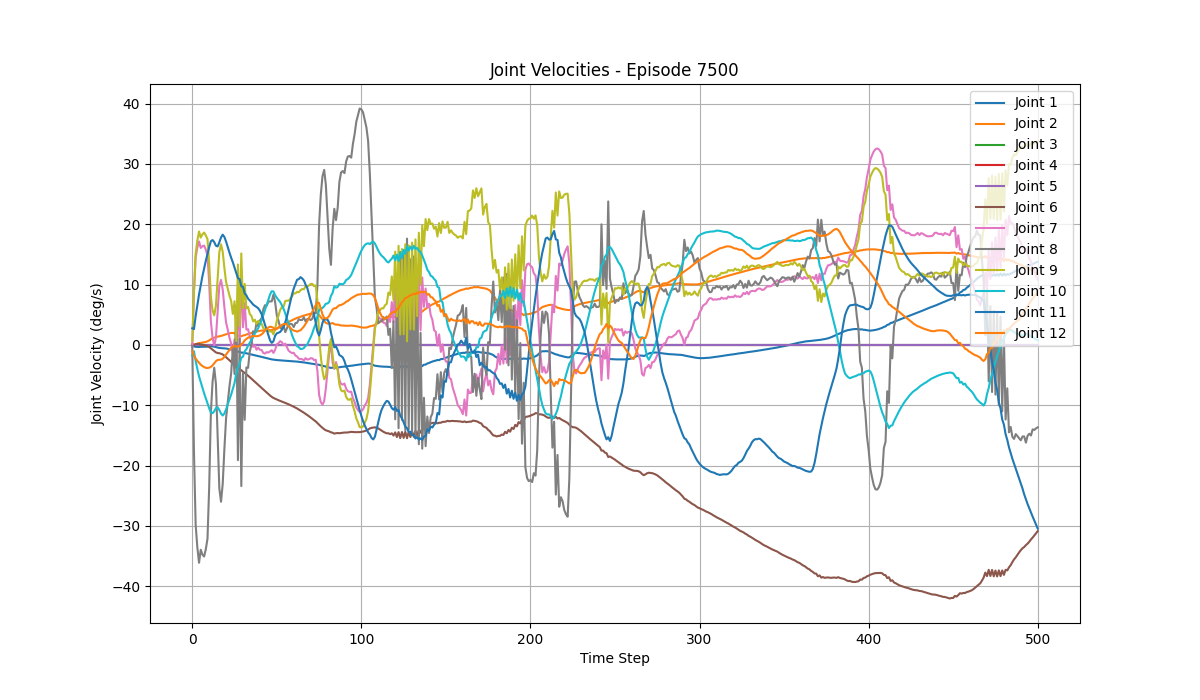 Joint Velocities - Episode 7500
Joint Velocity (deg/s)
40
30
20
10
0
−10
−20
−30
−40
0
100
200
300
400
500
Time Step
Joint 1
Joint 2
Joint 3
Joint 4
Joint 5
Joint 6
Joint 7
Joint 8
Joint 9
Joint 10
Joint 11
Joint 12